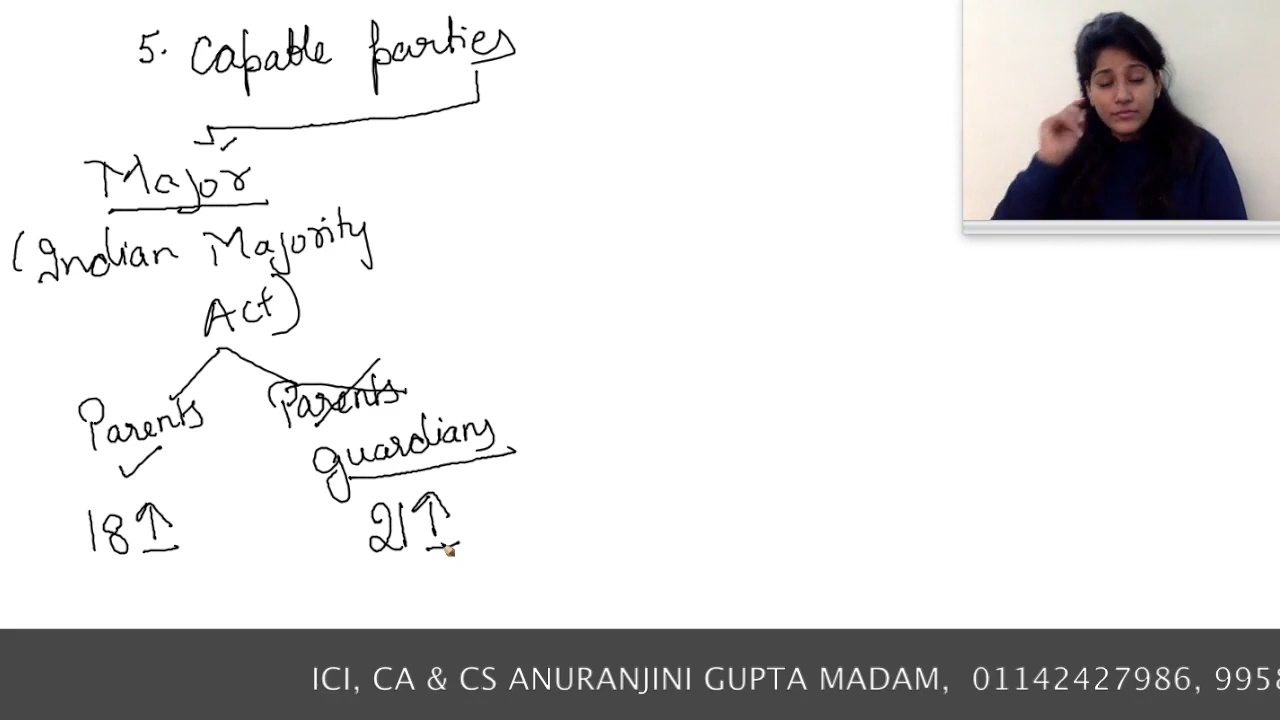 5. Capable parties
Major
(Indian Majority
Act)
Parents Parents
guardians
18↑ 21↑
ICI, CA & CS ANURANJINI GUPTA MADAM, 01142427986, 9958